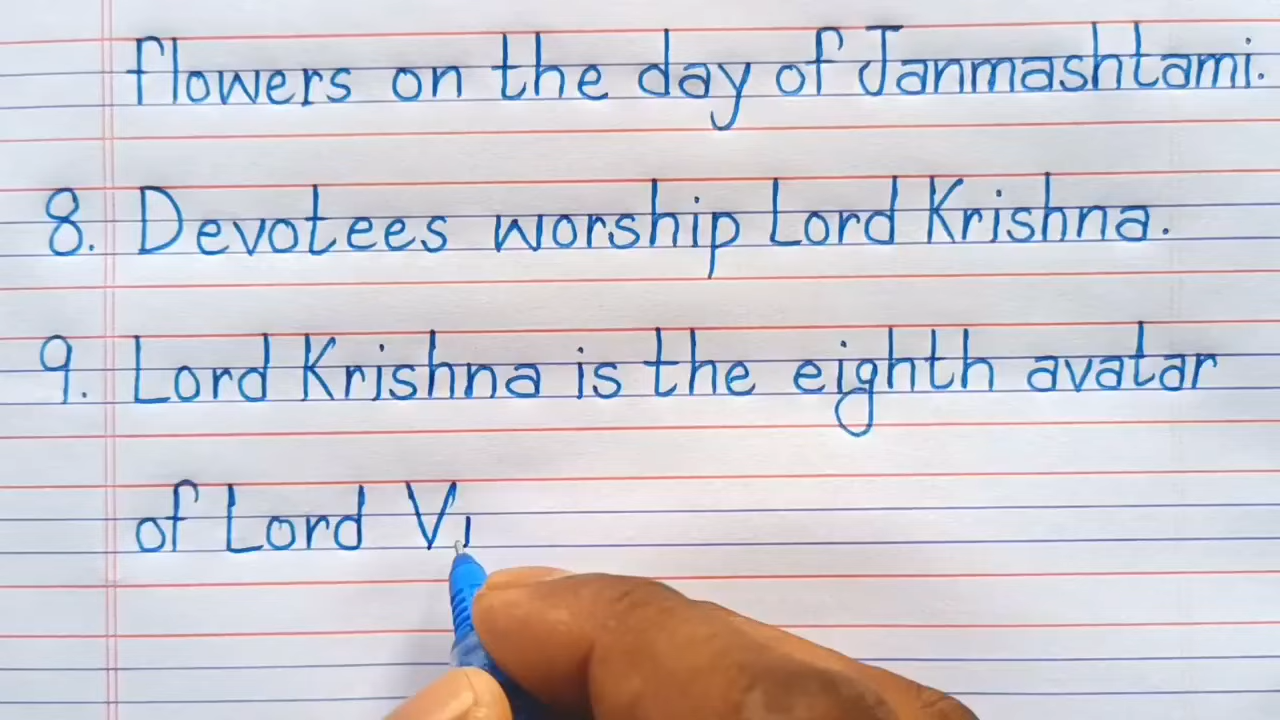 flowers on the day of Janmashtami.
8. Devotees worship Lord Krishna.
9. Lord Krishna is the eighth avatar
of Lord Vi